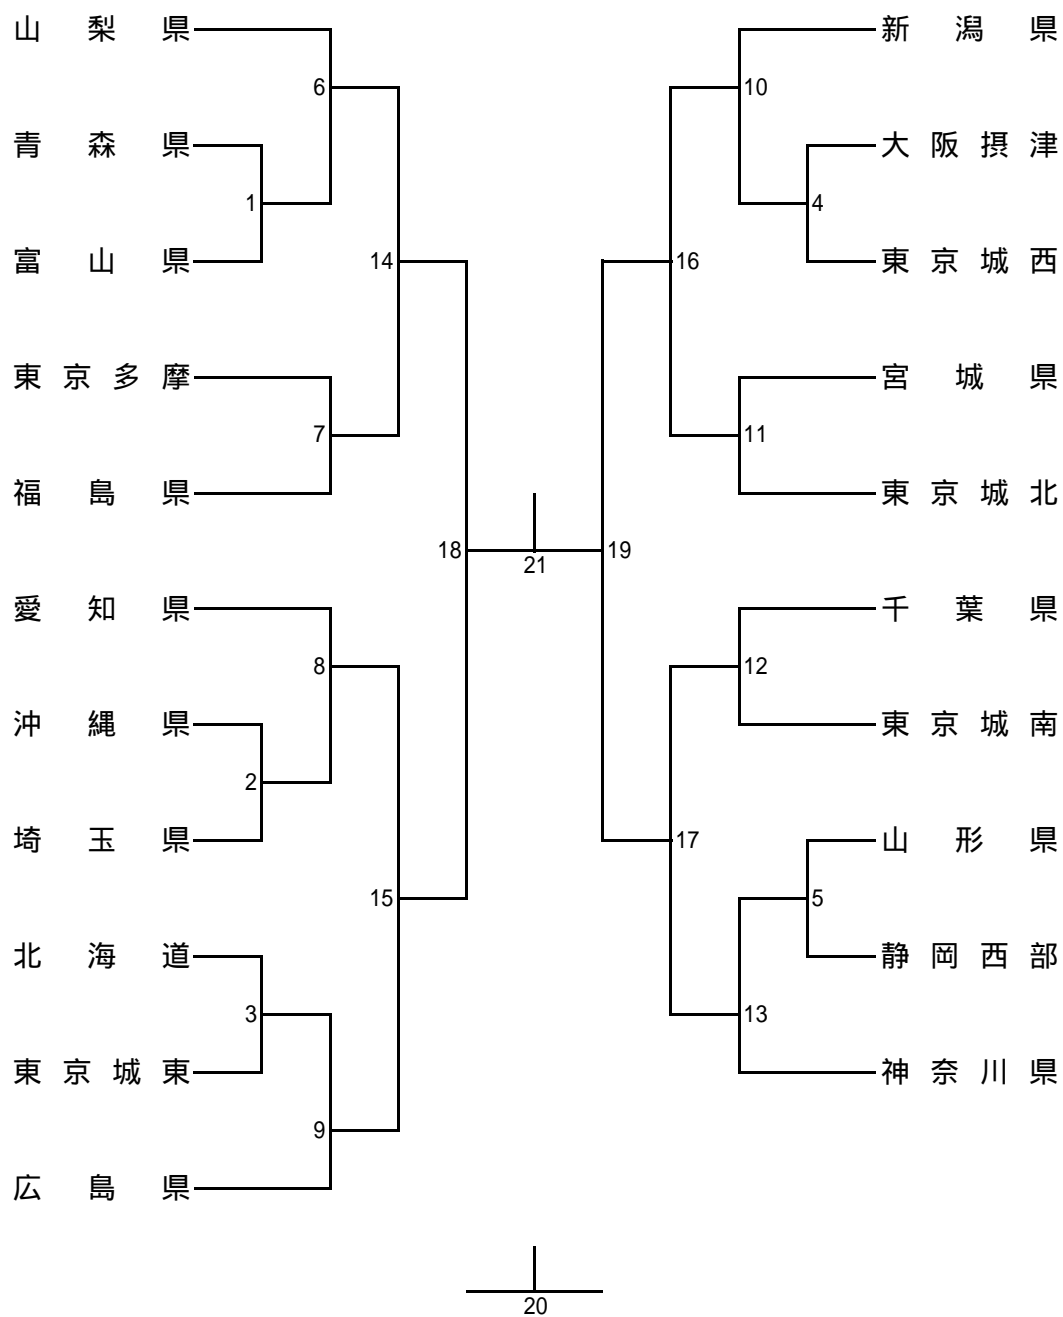 山梨県
新潟県
6
10
青森県
大阪摂津
1
4
富山県
14
16
東京城西
東京多摩
宮城県
7
11
福島県
東京城北
18
21
19
愛知県
千葉県
8
12
沖縄県
東京城南
2
埼玉県
17
山形県
15
5
北海道
静岡西部
3
13
東京城東
神奈川県
9
広島県
20